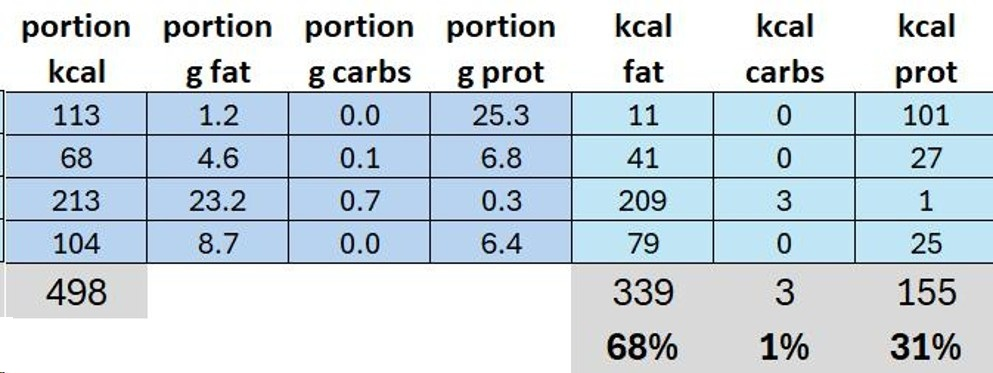 portion portion portion portion kcal kcal kcal
kcal g fat g carbs g prot fat carbs prot
113 1.2 0.0 25.3 11 0 101
68 4.6 0.1 6.8 41 0 27
213 23.2 0.7 0.3 209 3 1
104 8.7 0.0 6.4 79 0 25
498 339 3 155
68% 1% 31%